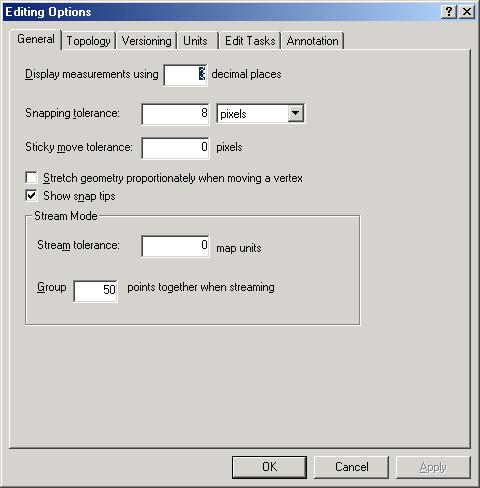 Editing Options
General Topology Versioning Units Edit Tasks Annotation
Display measurements using decimal places
Snapping tolerance: 8 pixels
Sticky move tolerance: 0 pixels
Stretch geometry proportionately when moving a vertex
Show snap tips
Stream Mode
Stream tolerance: 0 map units
Group 50 points together when streaming
OK Cancel Apply